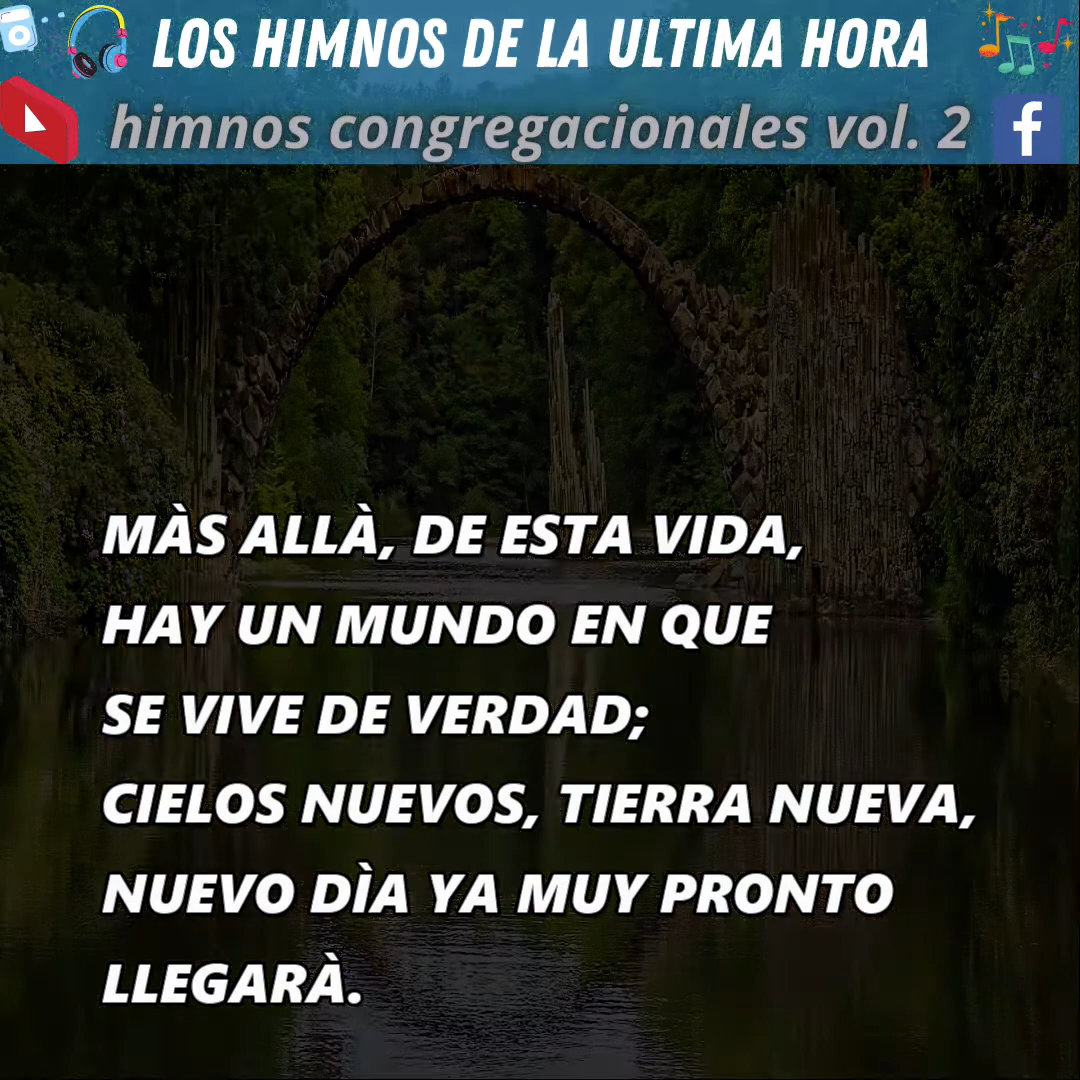 LOS HIMNOS DE LA ULTIMA HORA
himnos congregacionales vol. 2
f
MÀS ALLÀ, DE ESTA VIDA,
HAY UN MUNDO EN QUE
SE VIVE DE VERDAD;
CIELOS NUEVOS, TIERRA NUEVA,
NUEVO DÌA YA MUY PRONTO
LLEGARÀ.